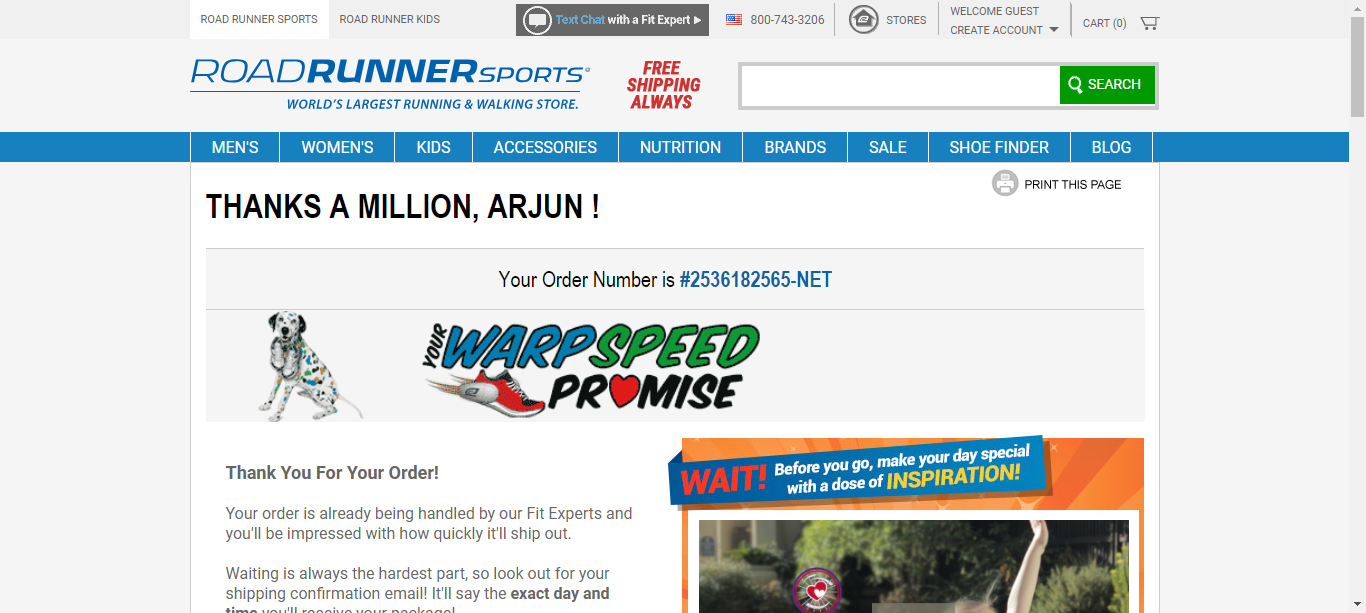 ROAD RUNNER SPORTS
ROAD RUNNER KIDS
Text Chat with a Fit Expert
800-743-3206
STORES
WELCOME GUEST
CREATE ACCOUNT
CART (0)
ROADRUNNERSPORTS
WORLD'S LARGEST RUNNING & WALKING STORE.
FREE
SHIPPING
ALWAYS
SEARCH
MEN'S
WOMEN'S
KIDS
ACCESSORIES
NUTRITION
BRANDS
SALE
SHOE FINDER
BLOG
PRINT THIS PAGE
THANKS A MILLION, ARJUN !
Your Order Number is #2536182565-NET
YOUR WARPSPEED
PROMISE
Thank You For Your Order!
Your order is already being handled by our Fit Experts and
you'll be impressed with how quickly it'll ship out.
Waiting is always the hardest part, so look out for your
shipping confirmation email! It'll say the exact day and
time you'll receive your package!
WAIT! Before you go, make your day special
with a dose of INSPIRATION!